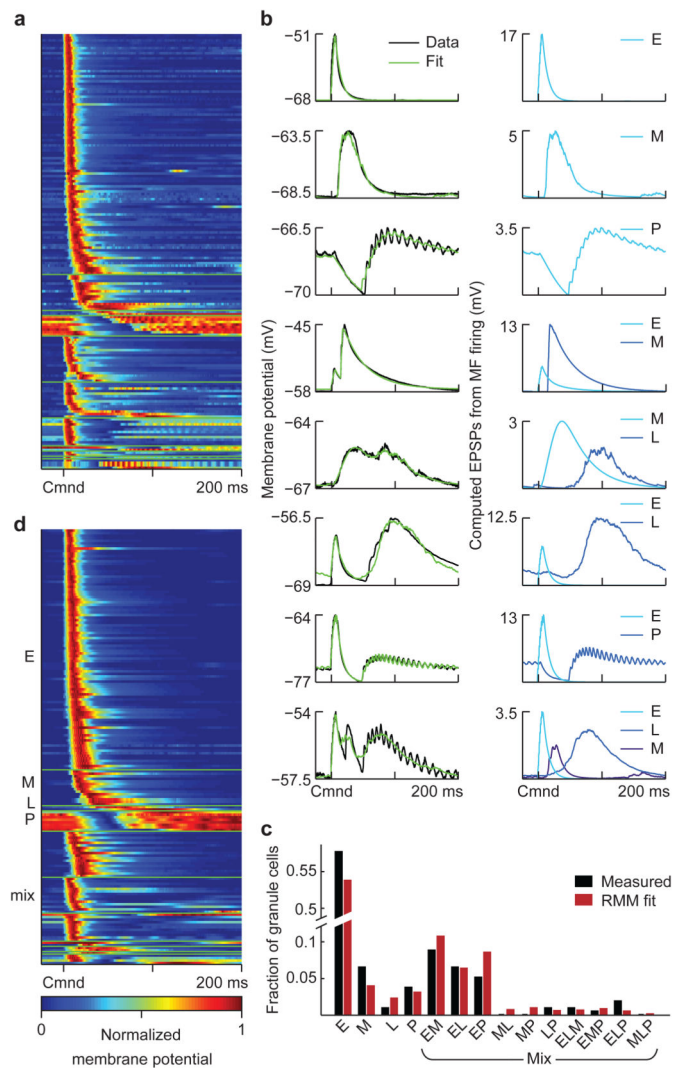 a
Cmnd 200 ms
b
Membrane potential (mV)
−51
−68
Data
Fit
−63.5
−68.5
−66.5
−70
−45
−58
−64
−67
−56.5
−69
−64
−77
−54
−57.5
Cmnd 200 ms
Computed EPSPs from MF firing (mV)
17
E
5
M
3.5
P
13
E
M
3
M
L
12.5
E
L
13
E
P
3.5
E
L
M
Cmnd 200 ms
d
E
M
L
P
mix
Cmnd 200 ms
0 1
Normalized
membrane potential
c
Fraction of granule cells
0.55
0.5
0.1
0.05
Measured
RMM fit
E M L P EM EL EP ML MP LP ELM EMP ELP MLP
Mix